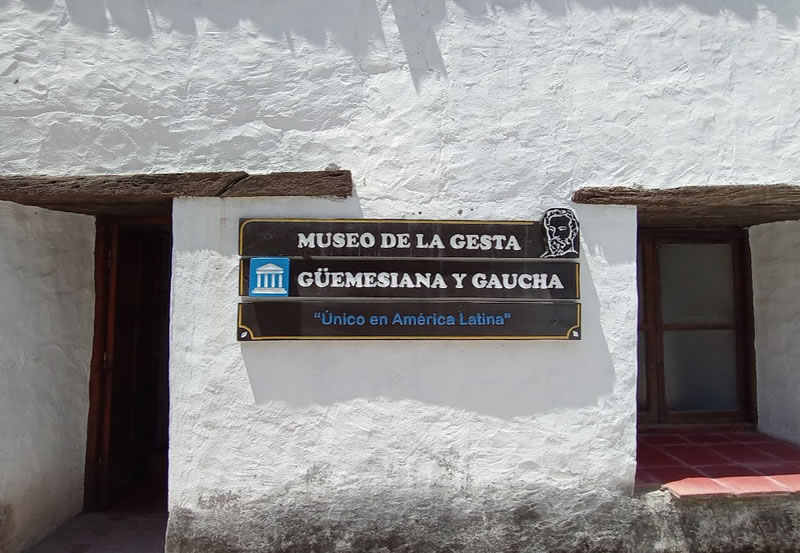 MUSEO DE LA GESTA
GÜEMESIANA Y GAUCHA
“Único en América Latina”